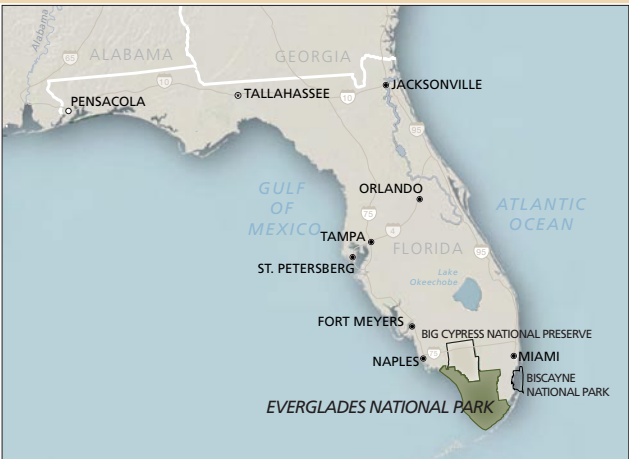 Alabama
65
ALABAMA
GEORGIA
10
10
PENSACOLA
TALLAHASSEE
JACKSONVILLE
95
GULF
OF
MEXICO
ORLANDO
ATLANTIC
OCEAN
75
4
TAMPA
FLORIDA
95
ST. PETERSBERG
Lake
Okeechobe
FORT MEYERS
BIG CYPRESS NATIONAL PRESERVE
NAPLES
75
MIAMI
BISCAYNE
NATIONAL PARK
EVERGLADES NATIONAL PARK